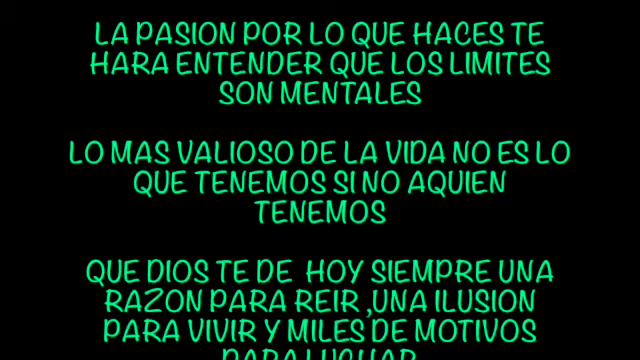 LA PASION POR LO QUE HACES TE
HARA ENTENDER QUE LOS LIMITES
SON MENTALES
LO MAS VALIOSO DE LA VIDA NO ES LO
QUE TENEMOS SI NO AQUIEN
TENEMOS
QUE DIOS TE DE HOY SIEMPRE UNA
RAZON PARA REIR ,UNA ILUSION
PARA VIVIR Y MILES DE MOTIVOS
PARA LUCHAR